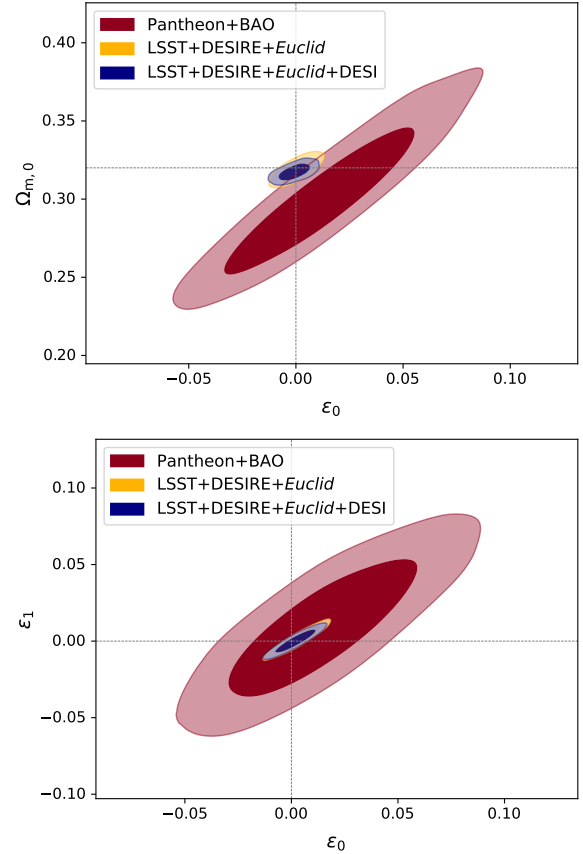 Pantheon+BAO
LSST+DESIRE+Euclid
LSST+DESIRE+Euclid+DESI
0.40
0.35
0.30
0.25
0.20
Ωm,0
−0.05 0.00 0.05 0.10
ε0
Pantheon+BAO
LSST+DESIRE+Euclid
LSST+DESIRE+Euclid+DESI
0.10
0.05
0.00
−0.05
−0.10
ε1
−0.05 0.00 0.05 0.10
ε0